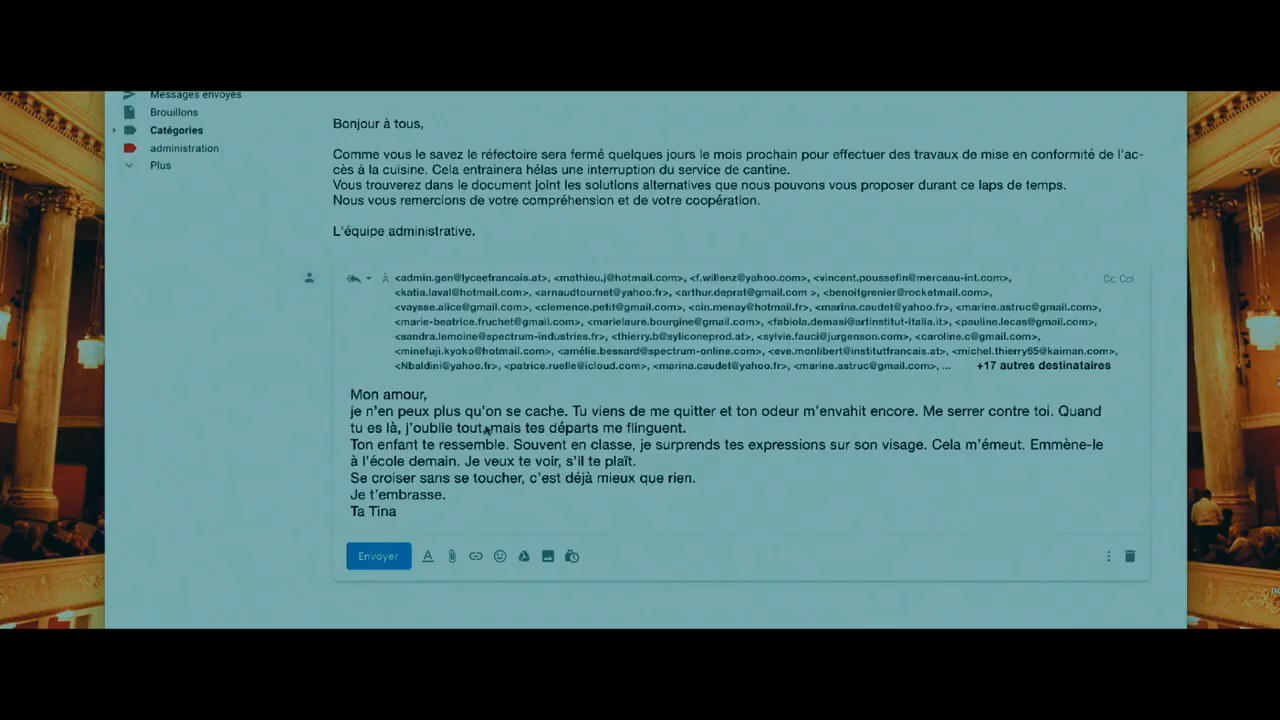 Messages envoyés
Brouillons
Catégories
administration
Plus
Bonjour à tous,
Comme vous le savez le réfectoire sera fermé quelques jours le mois prochain pour effectuer des travaux de mise en conformité de l'ac-
cès à la cuisine. Cela entrainera hélas une interruption du service de cantine.
Vous trouverez dans le document joint les solutions alternatives que nous pouvons vous proposer durant ce laps de temps.
Nous vous remercions de votre compréhension et de votre coopération.
L'équipe administrative.
À <admin.gen@lyceefrancais.at>, <mathieu.j@hotmail.com>, <f.willenz@yahoo.com>, <vincent.poussefin@merceau-int.com>, Cc Cci
<katia.laval@hotmail.com>, <arnaudtournet@yahoo.fr>, <arthur.deprat@gmail.com >, <benoitgrenier@rocketmail.com>,
<vaysse.alice@gmail.com>, <clemence.petit@gmail.com>, <cin.menay@hotmail.fr>, <marina.caudet@yahoo.fr>, <marine.astruc@gmail.com>,
<marie-beatrice.fruchet@gmail.com>, <marielaure.bourgine@gmail.com>, <fabiola.demasi@artinstitut-italia.it>, <pauline.lecas@gmail.com>,
<sandra.lemoine@spectrum-industries.fr>, <thierry.b@syliconeprod.at>, <sylvie.fauci@jurgenson.com>, <caroline.c@gmail.com>,
<minefuji.kyoko@hotmail.com>, <amélie.bessard@spectrum-online.com>, <eve.monlibert@institutfrancais.at>, <michel.thierry65@kaiman.com>,
<Nbaldini@yahoo.fr>, <patrice.ruelle@icloud.com>, <marina.caudet@yahoo.fr>, <marine.astruc@gmail.com>, ... +17 autres destinataires
Mon amour,
je n'en peux plus qu'on se cache. Tu viens de me quitter et ton odeur m'envahit encore. Me serrer contre toi. Quand
tu es là, j'oublie tout mais tes départs me flinguent.
Ton enfant te ressemble. Souvent en classe, je surprends tes expressions sur son visage. Cela m'émeut. Emmène-le
à l'école demain. Je veux te voir, s'il te plaît.
Se croiser sans se toucher, c'est déjà mieux que rien.
Je t'embrasse.
Ta Tina
Envoyer